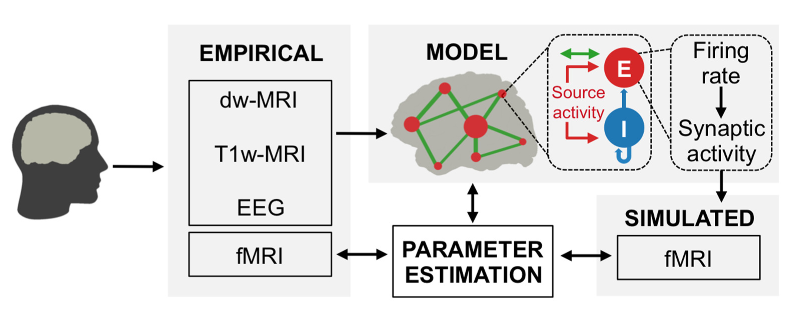 EMPIRICAL
dw-MRI
T1w-MRI
EEG
fMRI
MODEL
Source
activity
E
I
Firing
rate
Synaptic
activity
PARAMETER
ESTIMATION
SIMULATED
fMRI